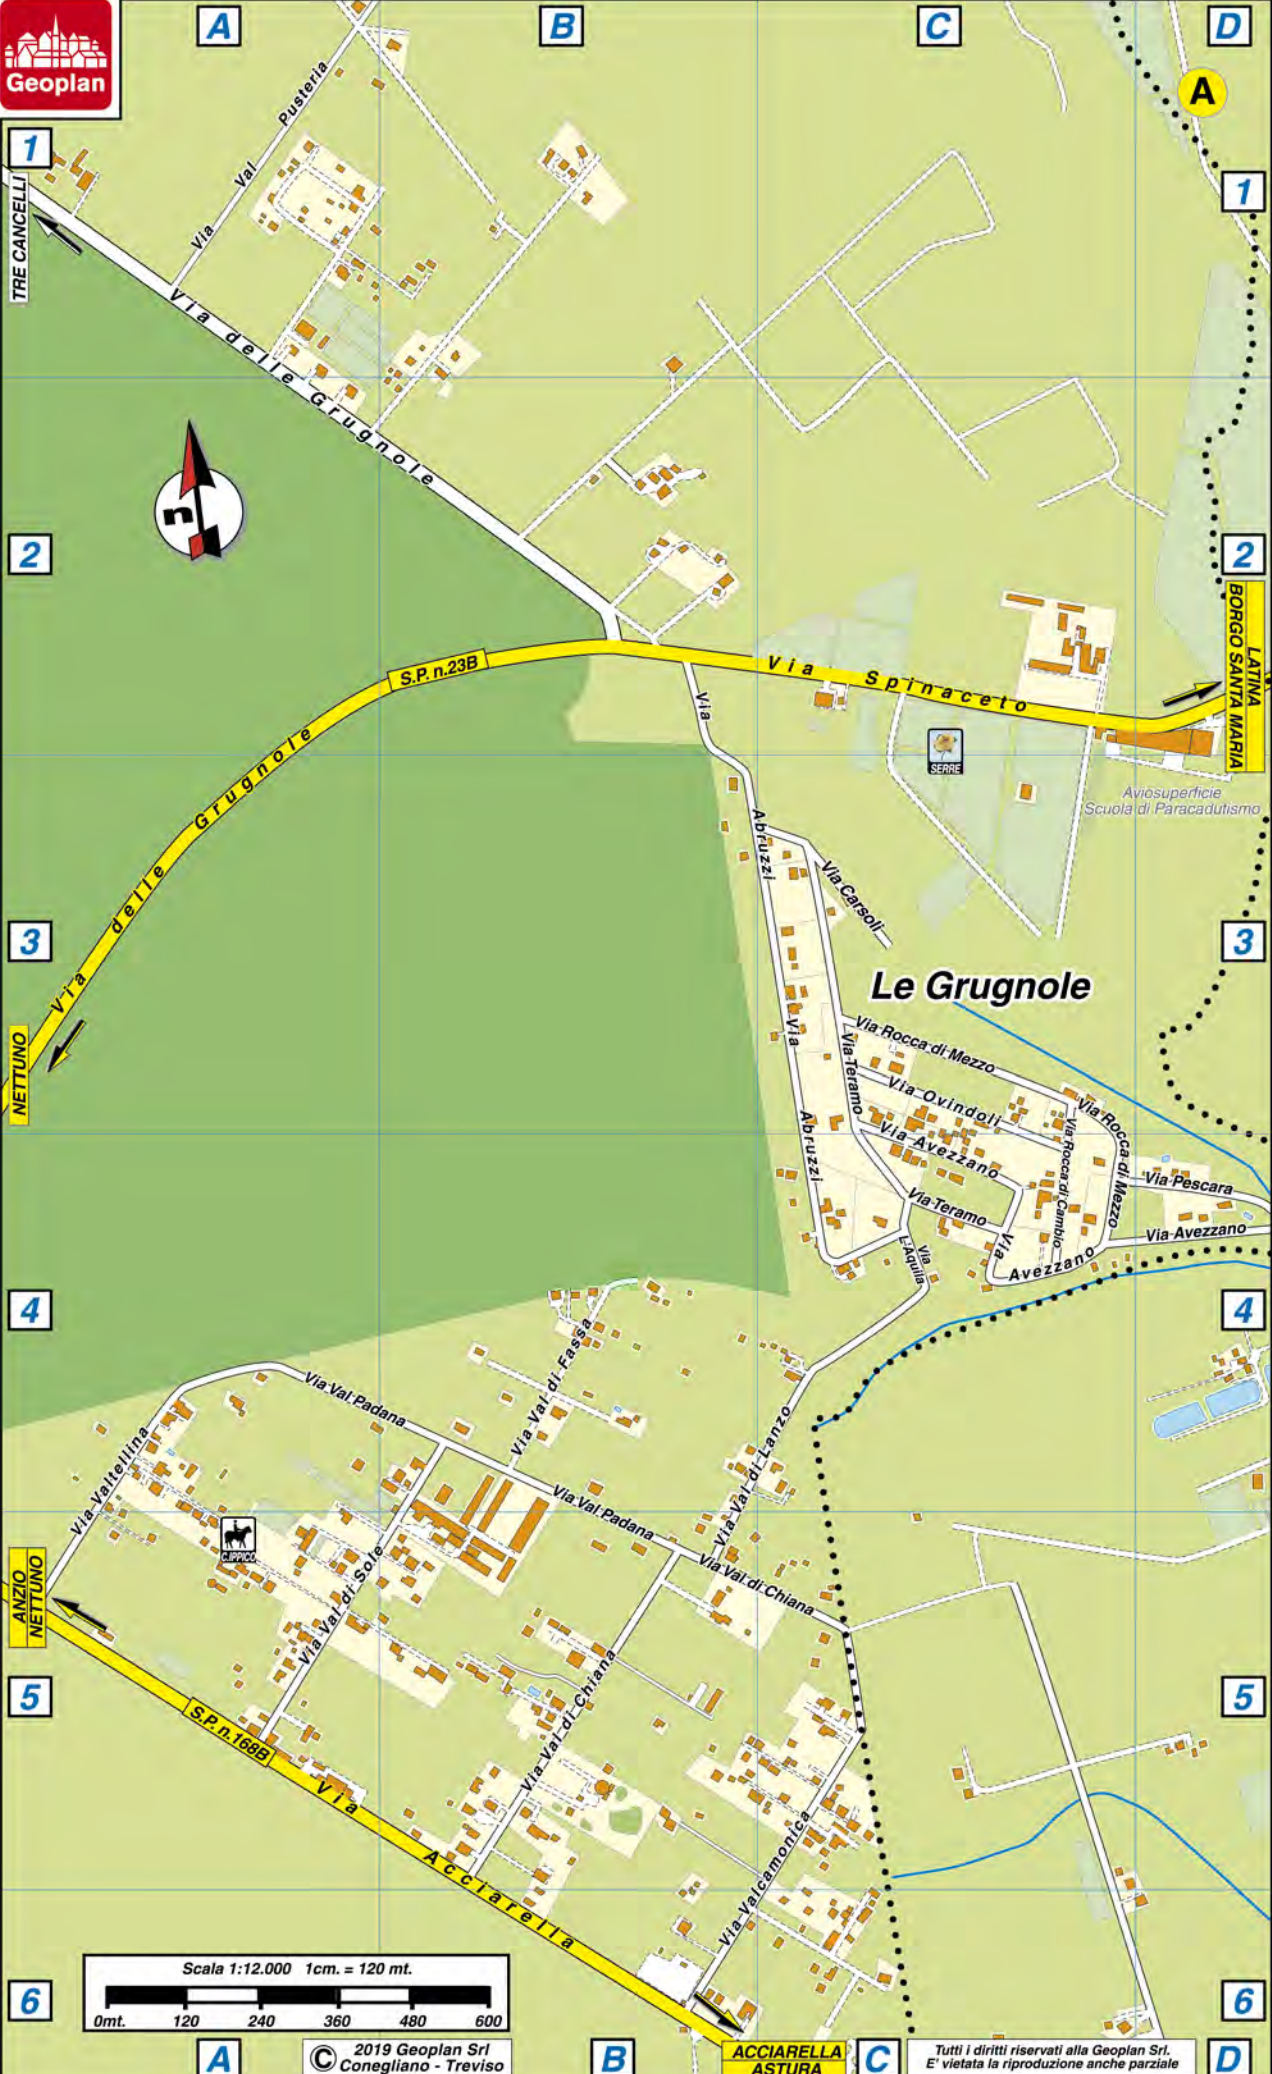 A
B
C
D
Geoplan
A
1
1
TRE CANCELLI
Via Val Pusteria
Via delle Grugnole
n
2
2
BORGO SANTA MARIA
LATINA
S.P. n.23B
Via Spinaceto
Via delle Grugnole
SERRE
Aviosuperficie
Scuola di Paracadutismo
Via Abruzzi
Via Carsoli
3
3
Le Grugnole
NETTUNO
Via Rocca di Mezzo
Via Teramo
Via Ovindoli
Via Avezzano
Via Abruzzi
Via Rocca di Cambio
Via Rocca di Mezzo
Via Pescara
Via Teramo
Via Avezzano
Via Avezzano
Via
L'Aquila
4
4
Via Val di Fassa
Via Val Padana
Via Valtellina
Via Val di Lanzo
Via Val Padana
C.IPPICO
Via Val di Sole
Via Val di Chiana
ANZIO
NETTUNO
5
5
Via Val di Chiana
S.P. n.168B
Via Acciarella
Via Valcamonica
Scala 1:12.000 1cm. = 120 mt.
0mt. 120 240 360 480 600
6
6
A
© 2019 Geoplan Srl
Conegliano - Treviso
B
ACCIARELLA
ASTURA
C
Tutti i diritti riservati alla Geoplan Srl.
E' vietata la riproduzione anche parziale
D